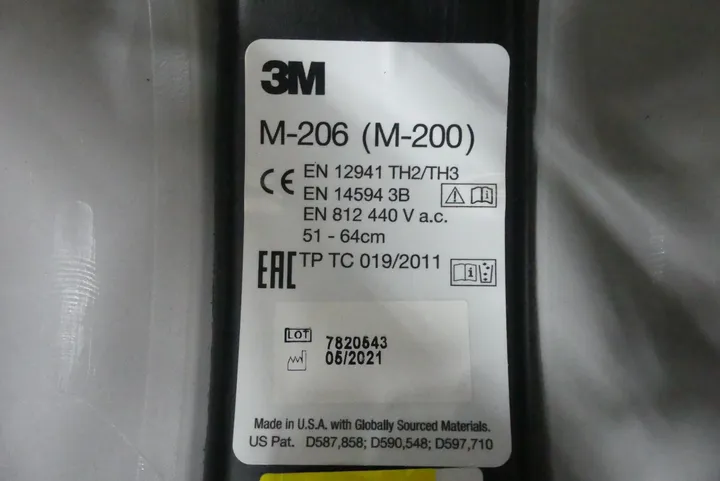 3M
M-206 (M-200)
CE
EN 12941 TH2/TH3
EN 14594 3B
EN 812 440 V a.c.
51 - 64cm
EAC TP TC 019/2011
LOT 7820543
05/2021
Made in U.S.A. with Globally Sourced Materials.
US Pat. D587,858; D590,548; D597,710